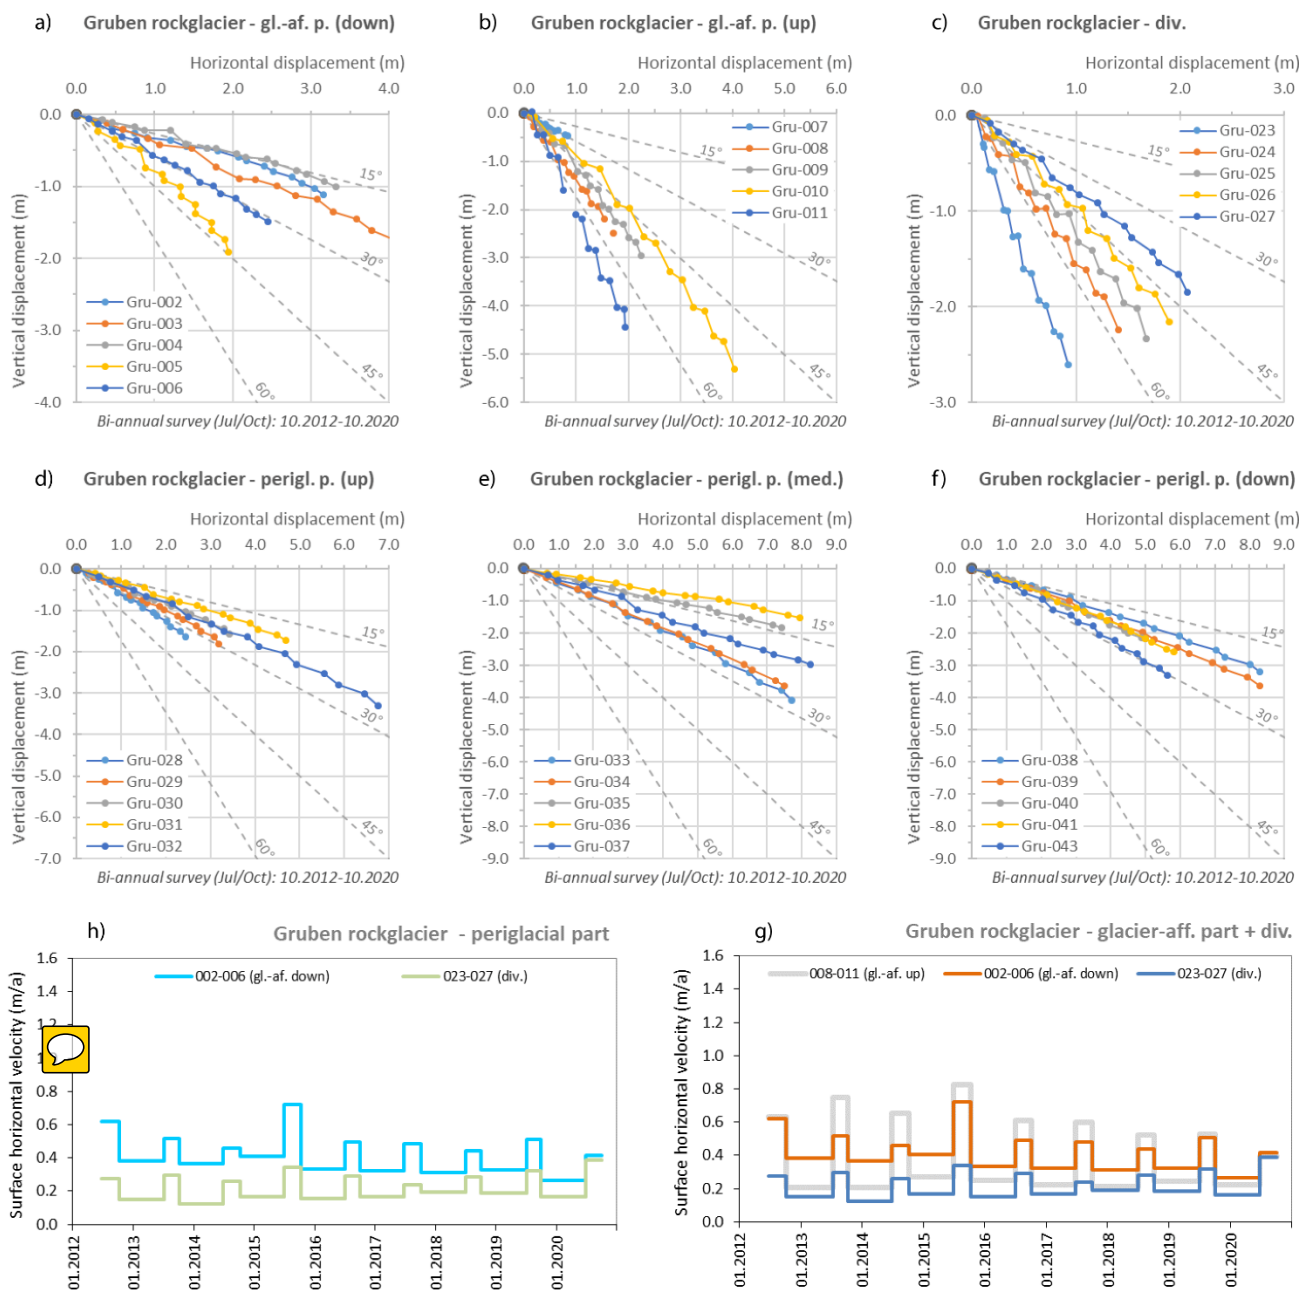 a) Gruben rockglacier - gl.-af. p. (down)
Horizontal displacement (m)
0.0 1.0 2.0 3.0 4.0
Vertical displacement (m)
0.0
-1.0
-2.0
-3.0
-4.0
15°
30°
45°
60°
Gru-002
Gru-003
Gru-004
Gru-005
Gru-006
Bi-annual survey (Jul/Oct): 10.2012-10.2020
b) Gruben rockglacier - gl.-af. p. (up)
Horizontal displacement (m)
0.0 1.0 2.0 3.0 4.0 5.0 6.0
Vertical displacement (m)
0.0
-1.0
-2.0
-3.0
-4.0
-5.0
-6.0
15°
30°
45°
60°
Gru-007
Gru-008
Gru-009
Gru-010
Gru-011
Bi-annual survey (Jul/Oct): 10.2012-10.2020
c) Gruben rockglacier - div.
Horizontal displacement (m)
0.0 1.0 2.0 3.0
Vertical displacement (m)
0.0
-1.0
-2.0
-3.0
15°
30°
45°
60°
Gru-023
Gru-024
Gru-025
Gru-026
Gru-027
Bi-annual survey (Jul/Oct): 10.2012-10.2020
d) Gruben rockglacier - perigl. p. (up)
Horizontal displacement (m)
0.0 1.0 2.0 3.0 4.0 5.0 6.0 7.0
Vertical displacement (m)
0.0
-1.0
-2.0
-3.0
-4.0
-5.0
-6.0
-7.0
15°
30°
45°
60°
Gru-028
Gru-029
Gru-030
Gru-031
Gru-032
Bi-annual survey (Jul/Oct): 10.2012-10.2020
e) Gruben rockglacier - perigl. p. (med.)
Horizontal displacement (m)
0.0 1.0 2.0 3.0 4.0 5.0 6.0 7.0 8.0 9.0
Vertical displacement (m)
0.0
-1.0
-2.0
-3.0
-4.0
-5.0
-6.0
-7.0
-8.0
-9.0
15°
30°
45°
60°
Gru-033
Gru-034
Gru-035
Gru-036
Gru-037
Bi-annual survey (Jul/Oct): 10.2012-10.2020
f) Gruben rockglacier - perigl. p. (down)
Horizontal displacement (m)
0.0 1.0 2.0 3.0 4.0 5.0 6.0 7.0 8.0 9.0
Vertical displacement (m)
0.0
-1.0
-2.0
-3.0
-4.0
-5.0
-6.0
-7.0
-8.0
-9.0
15°
30°
45°
60°
Gru-038
Gru-039
Gru-040
Gru-041
Gru-043
Bi-annual survey (Jul/Oct): 10.2012-10.2020
h) Gruben rockglacier - periglacial part
Surface horizontal velocity (m/a)
1.6
1.4
1.2
0.8
0.6
0.4
0.2
0.0
002-006 (gl.-af. down) 023-027 (div.)
01.2012 01.2013 01.2014 01.2015 01.2016 01.2017 01.2018 01.2019 01.2020
g) Gruben rockglacier - glacier-aff. part + div.
Surface horizontal velocity (m/a)
1.6
1.4
1.2
1.0
0.8
0.6
0.4
0.2
0.0
008-011 (gl.-af. up) 002-006 (gl.-af. down) 023-027 (div.)
01.2012 01.2013 01.2014 01.2015 01.2016 01.2017 01.2018 01.2019 01.2020